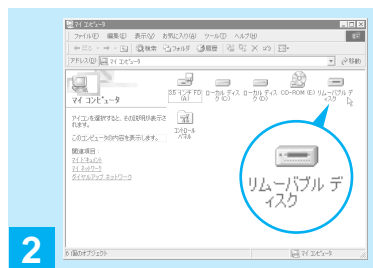 マイ コンピュータ
ファイル(F) 編集(E) 表示(V) お気に入り(A) ツール(T) ヘルプ(H)
検索 フォルダ 履歴
アドレス(D) マイ コンピュータ 移動
マイ コンピュータ
3.5 インチ FD (A)
ローカル ディスク (C)
ローカル ディスク (D)
CD-ROM (E)
リムーバブル ディスク
アイコンを選択すると、その説明が表示されます。
コントロール パネル
このコンピュータの内容を表示します。
関連項目:
マイ ドキュメント
マイ ネットワーク
ダイヤルアップ ネットワーク
リムーバブル ディスク
2
6 個のオブジェクト
マイ コンピュータ